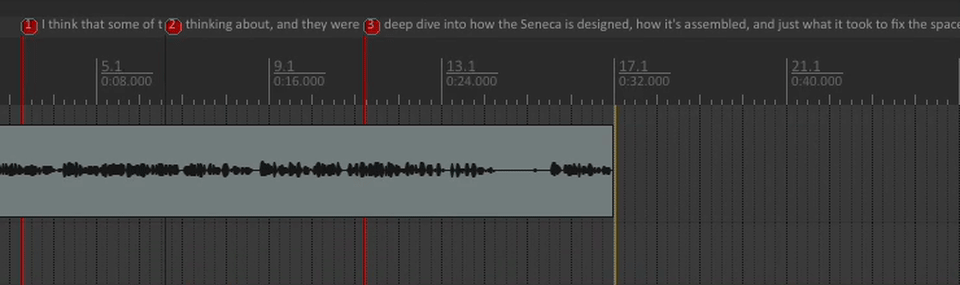 1 I think that some of t 2 thinking about, and they were 3 deep dive into how the Seneca is designed, how it's assembled, and just what it took to fix the space
5.1 9.1 13.1 17.1 21.1
0:08.000 0:16.000 0:24.000 0:32.000 0:40.000